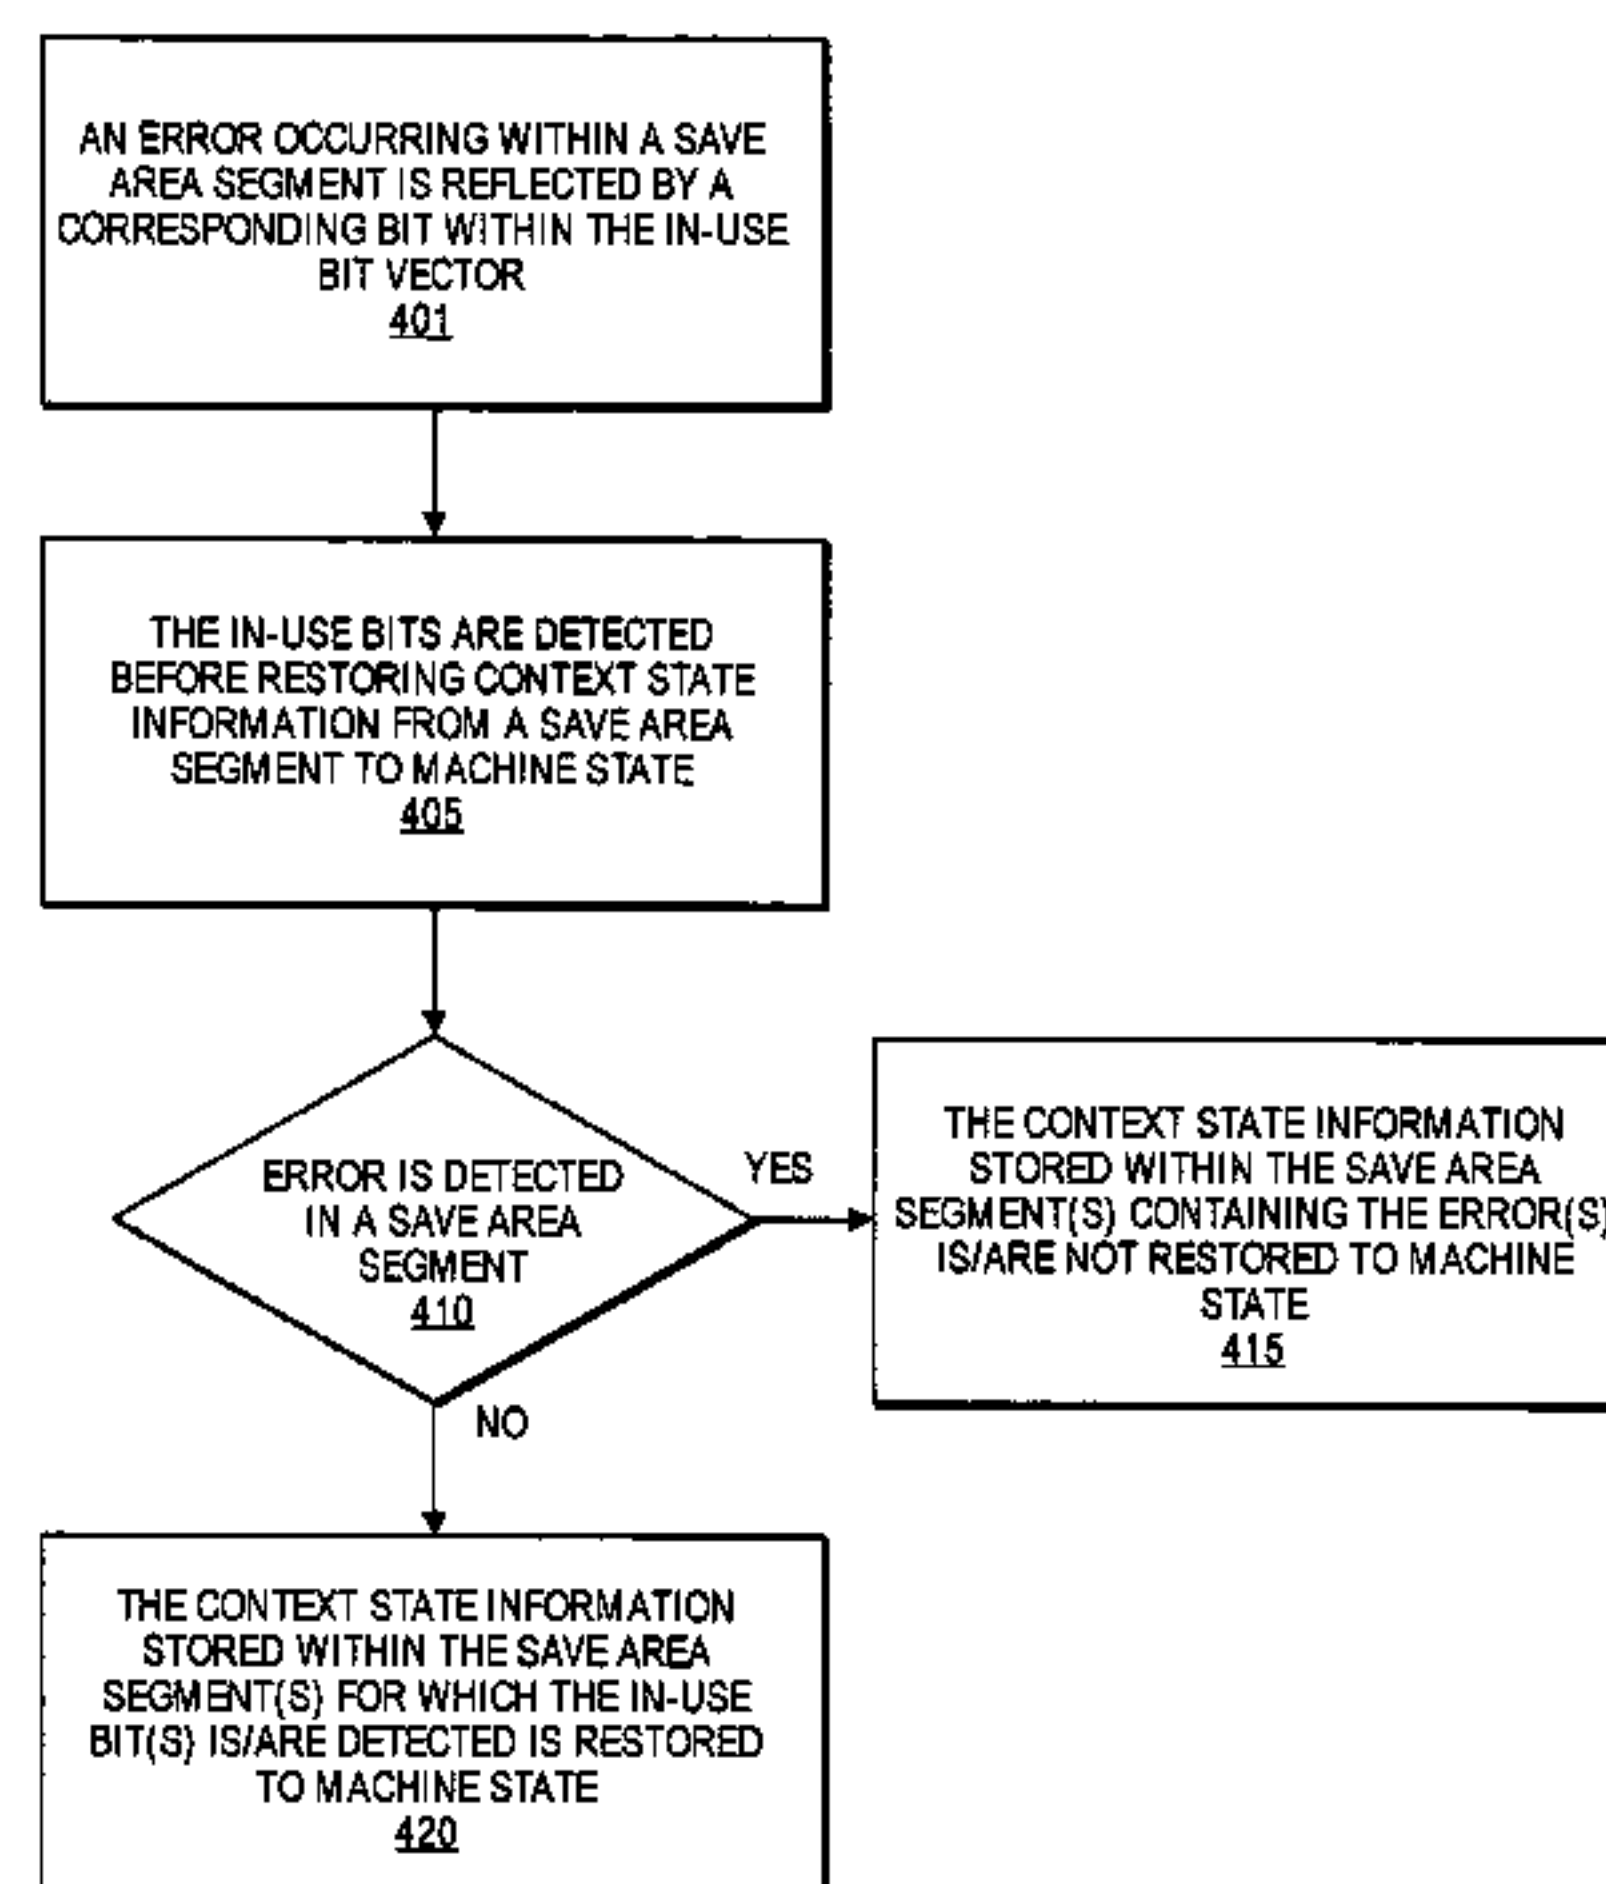 AN ERROR OCCURRING WITHIN A SAVE
AREA SEGMENT IS REFLECTED BY A
CORRESPONDING BIT WITHIN THE IN-USE
BIT VECTOR
401
THE IN-USE BITS ARE DETECTED
BEFORE RESTORING CONTEXT STATE
INFORMATION FROM A SAVE AREA
SEGMENT TO MACHINE STATE
405
ERROR IS DETECTED
IN A SAVE AREA
SEGMENT
410
YES
THE CONTEXT STATE INFORMATION
STORED WITHIN THE SAVE AREA
SEGMENT(S) CONTAINING THE ERROR(S)
IS/ARE NOT RESTORED TO MACHINE
STATE
415
NO
THE CONTEXT STATE INFORMATION
STORED WITHIN THE SAVE AREA
SEGMENT(S) FOR WHICH THE IN-USE
BIT(S) IS/ARE DETECTED IS RESTORED
TO MACHINE STATE
420